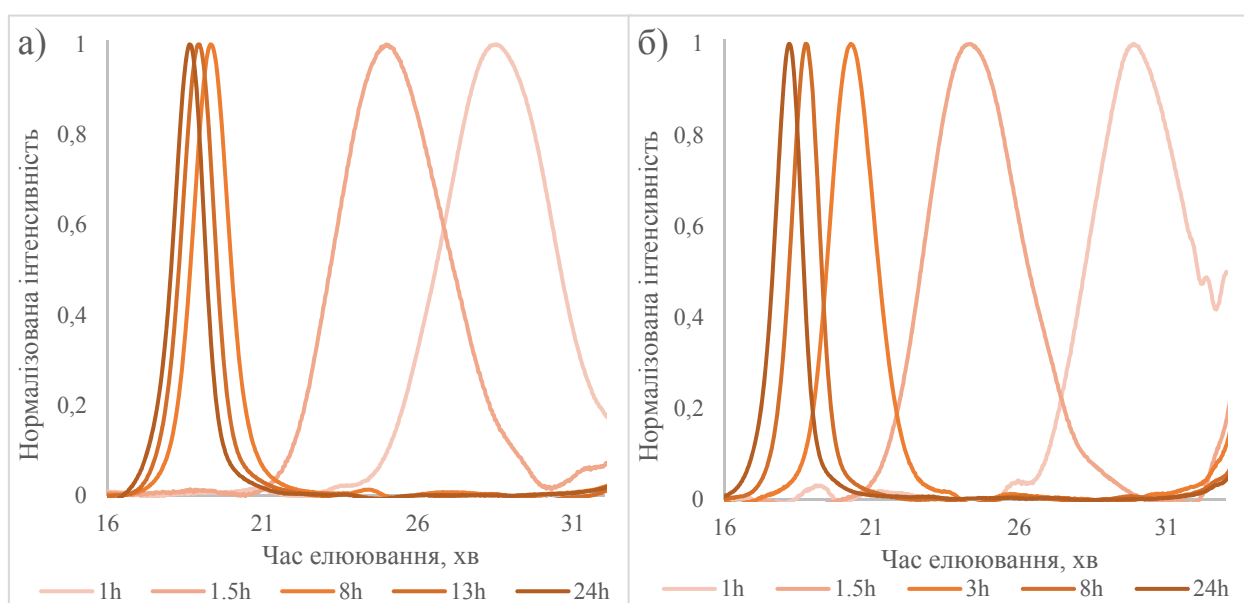 а)
Нормалізована інтенсивність
1
0,8
0,6
0,4
0,2
0
16
21
26
31
Час елюювання, хв
1h
1.5h
8h
13h
24h
б)
Нормалізована інтенсивність
1
0,8
0,6
0,4
0,2
0
16
21
26
31
Час елюювання, хв
1h
1.5h
3h
8h
24h